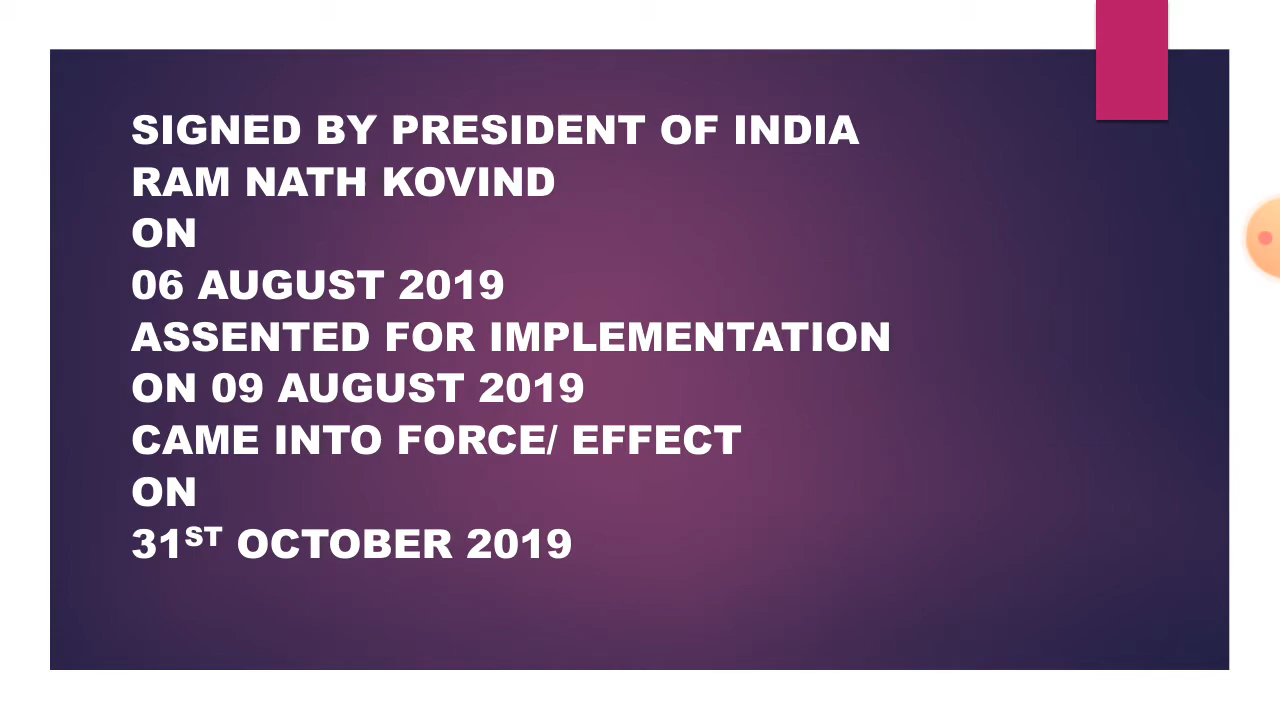 SIGNED BY PRESIDENT OF INDIA
RAM NATH KOVIND
ON
06 AUGUST 2019
ASSENTED FOR IMPLEMENTATION
ON 09 AUGUST 2019
CAME INTO FORCE/ EFFECT
ON
31ST OCTOBER 2019